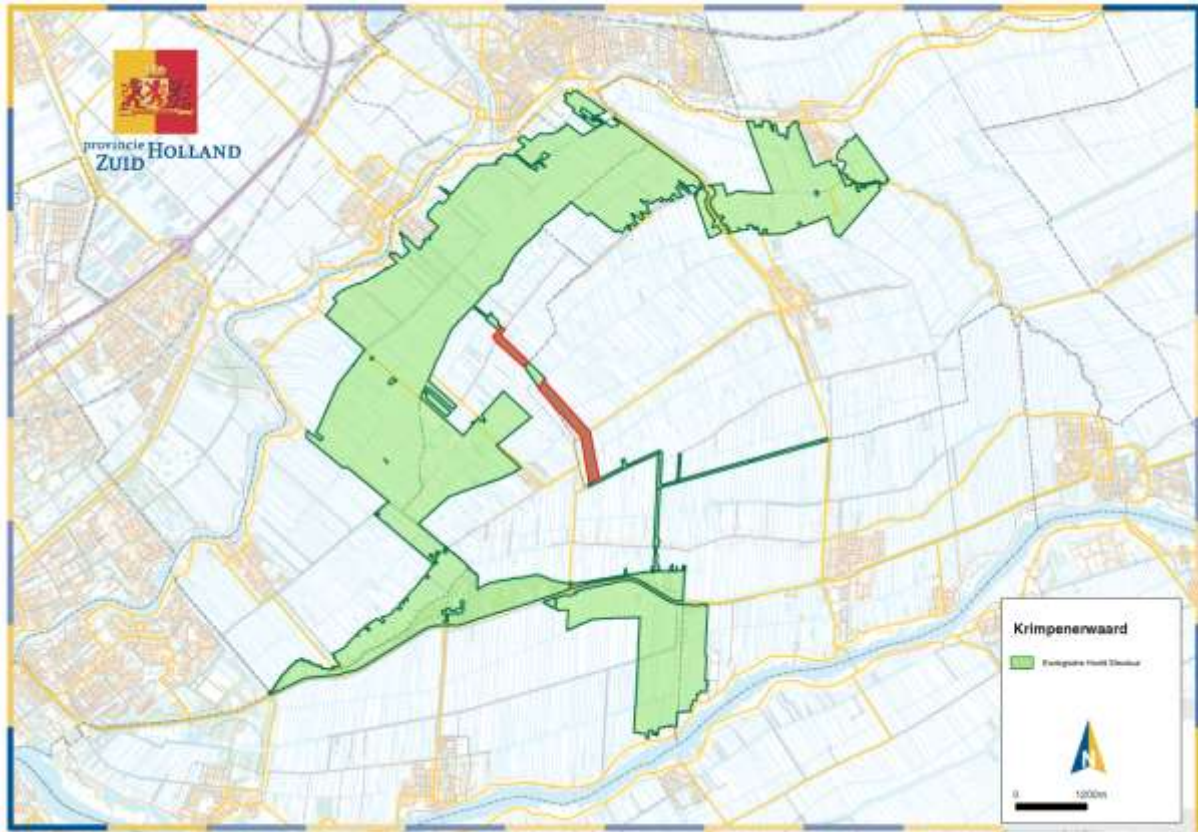 provincie
ZUID HOLLAND
Krimpenerwaard
Ecologische Hoofd Structuur
N
0 1200m